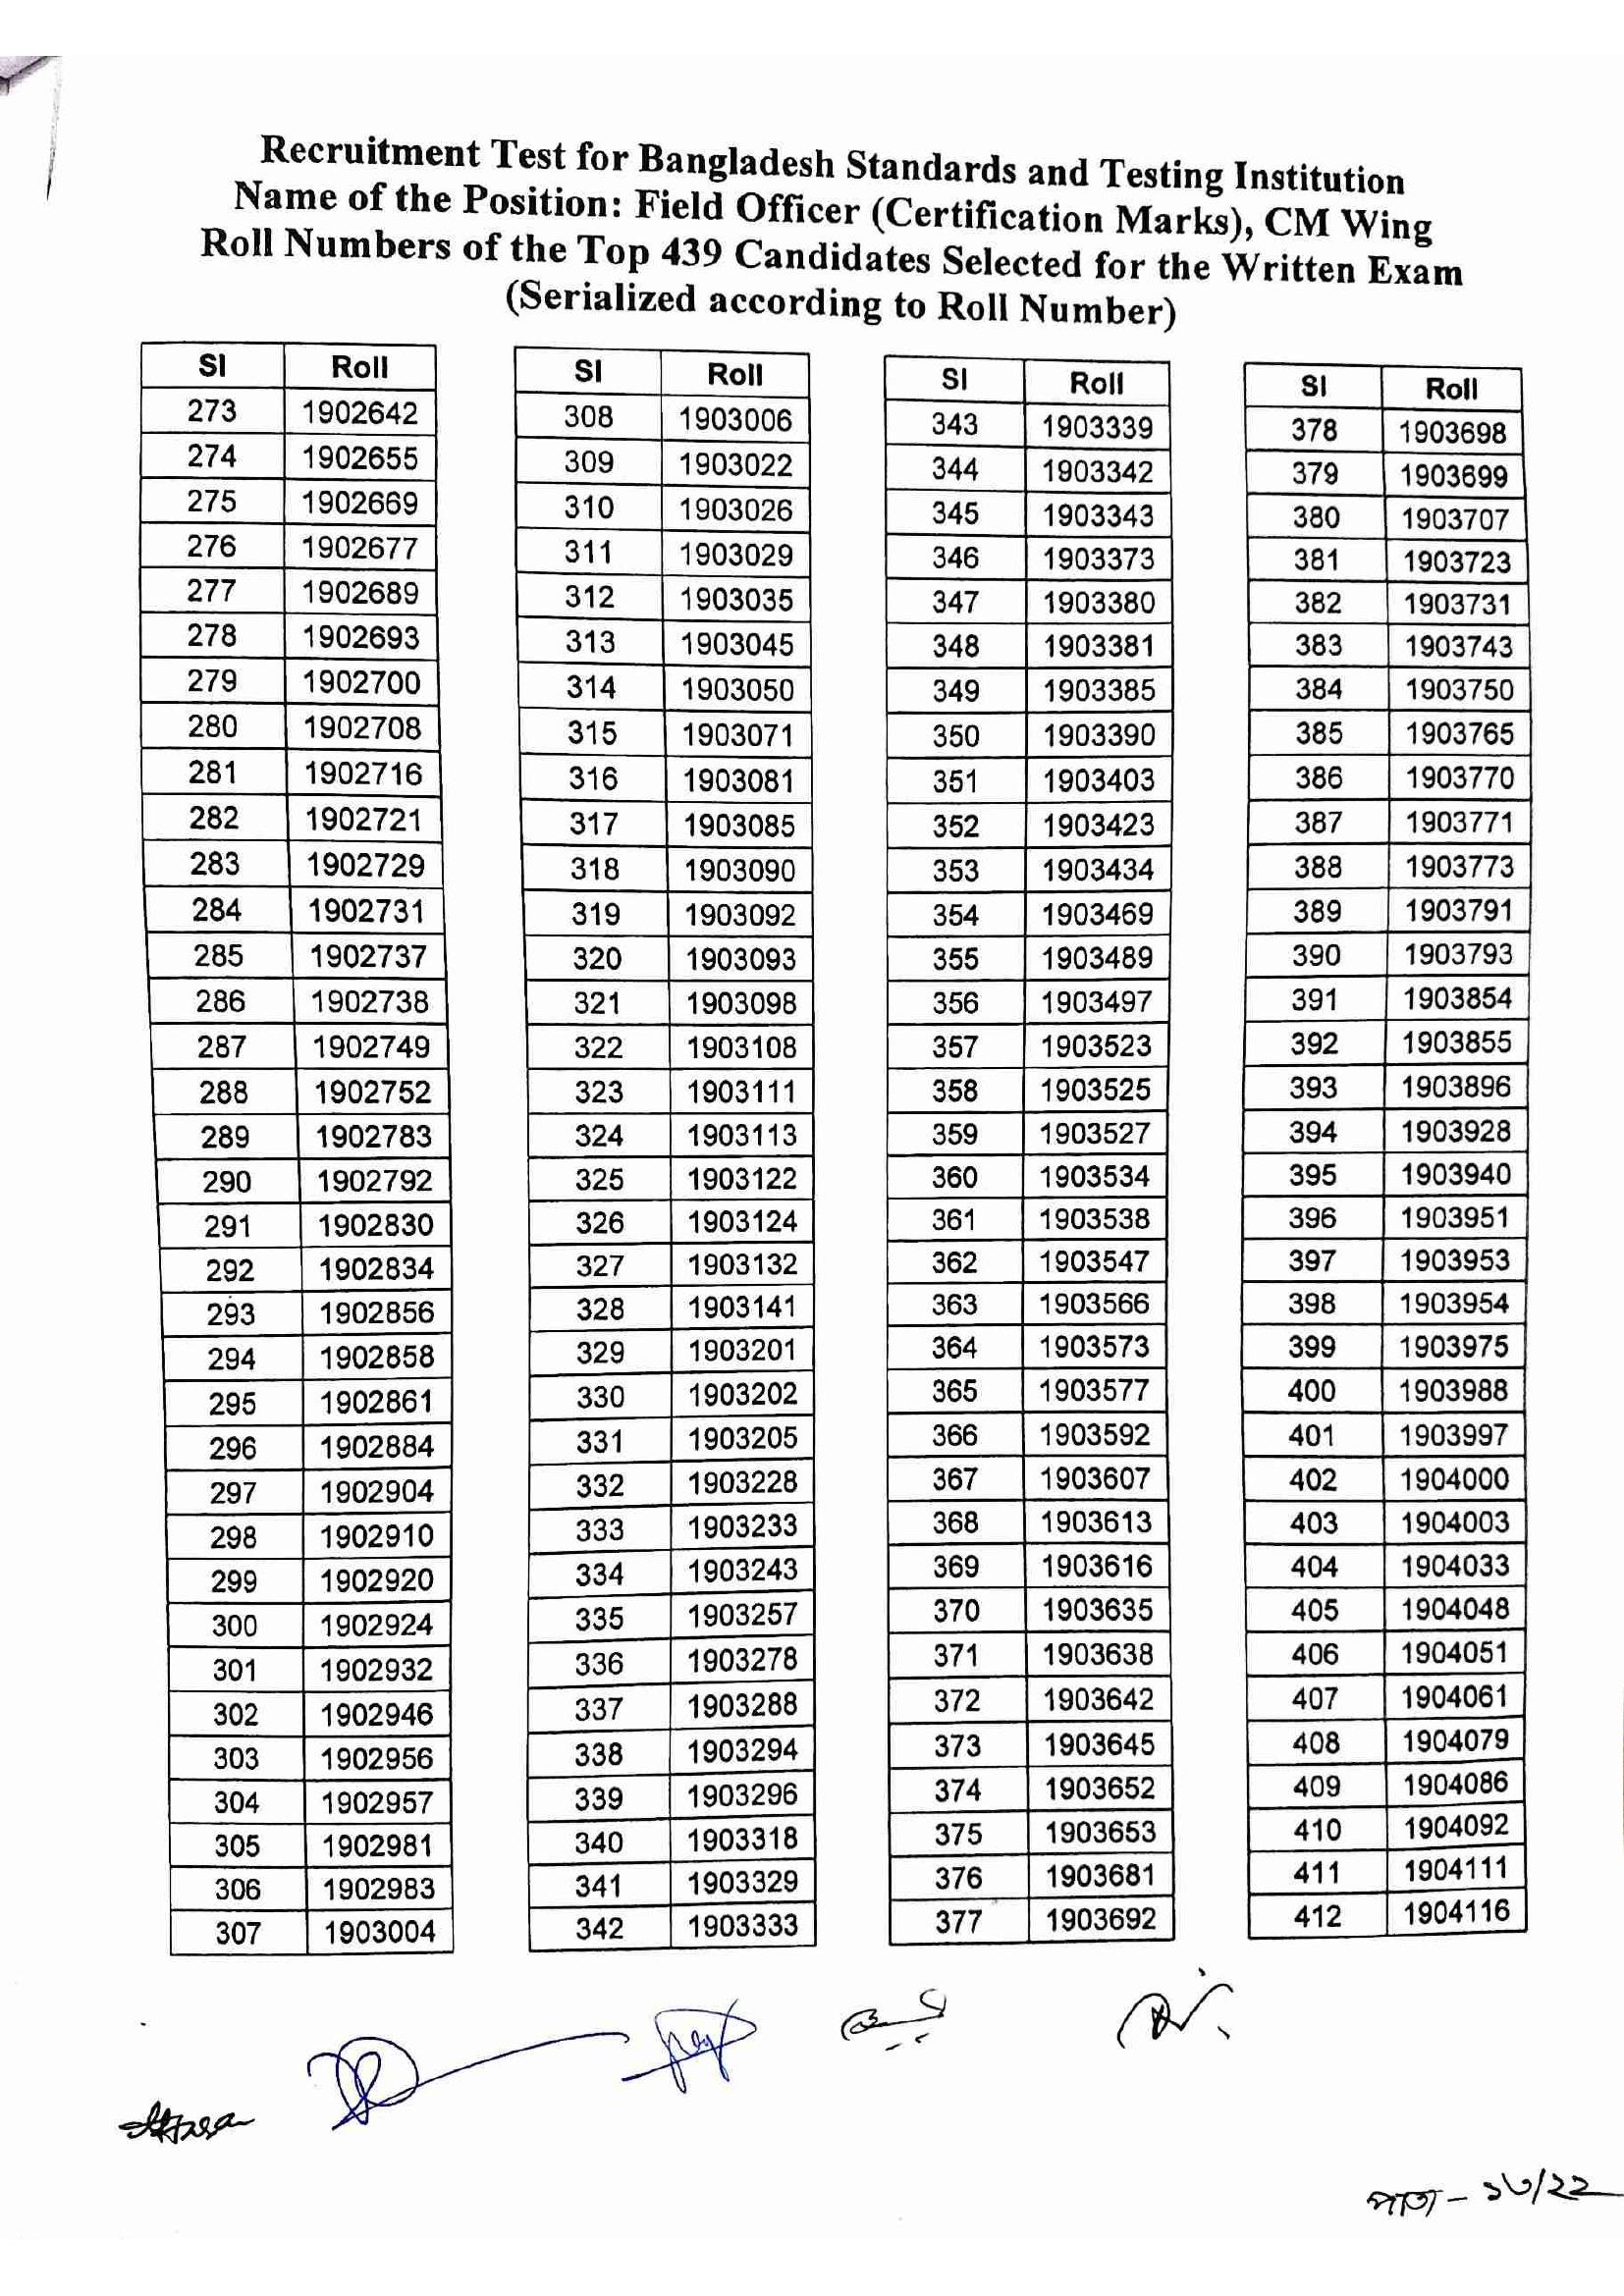 Recruitment Test for Bangladesh Standards and Testing Institution
Name of the Position: Field Officer (Certification Marks), CM Wing
Roll Numbers of the Top 439 Candidates Selected for the Written Exam
(Serialized according to Roll Number)
Sl Roll Sl Roll Sl Roll Sl Roll
273 1902642 308 1903006 343 1903339 378 1903698
274 1902655 309 1903022 344 1903342 379 1903699
275 1902669 310 1903026 345 1903343 380 1903707
276 1902677 311 1903029 346 1903373 381 1903723
277 1902689 312 1903035 347 1903380 382 1903731
278 1902693 313 1903045 348 1903381 383 1903743
279 1902700 314 1903050 349 1903385 384 1903750
280 1902708 315 1903071 350 1903390 385 1903765
281 1902716 316 1903081 351 1903403 386 1903770
282 1902721 317 1903085 352 1903423 387 1903771
283 1902729 318 1903090 353 1903434 388 1903773
284 1902731 319 1903092 354 1903469 389 1903791
285 1902737 320 1903093 355 1903489 390 1903793
286 1902738 321 1903098 356 1903497 391 1903854
287 1902749 322 1903108 357 1903523 392 1903855
288 1902752 323 1903111 358 1903525 393 1903896
289 1902783 324 1903113 359 1903527 394 1903928
290 1902792 325 1903122 360 1903534 395 1903940
291 1902830 326 1903124 361 1903538 396 1903951
292 1902834 327 1903132 362 1903547 397 1903953
293 1902856 328 1903141 363 1903566 398 1903954
294 1902858 329 1903201 364 1903573 399 1903975
295 1902861 330 1903202 365 1903577 400 1903988
296 1902884 331 1903205 366 1903592 401 1903997
297 1902904 332 1903228 367 1903607 402 1904000
298 1902910 333 1903233 368 1903613 403 1904003
299 1902920 334 1903243 369 1903616 404 1904033
300 1902924 335 1903257 370 1903635 405 1904048
301 1902932 336 1903278 371 1903638 406 1904051
302 1902946 337 1903288 372 1903642 407 1904061
303 1902956 338 1903294 373 1903645 408 1904079
304 1902957 339 1903296 374 1903652 409 1904086
305 1902981 340 1903318 375 1903653 410 1904092
306 1902983 341 1903329 376 1903681 411 1904111
307 1903004 342 1903333 377 1903692 412 1904116
পাতা -